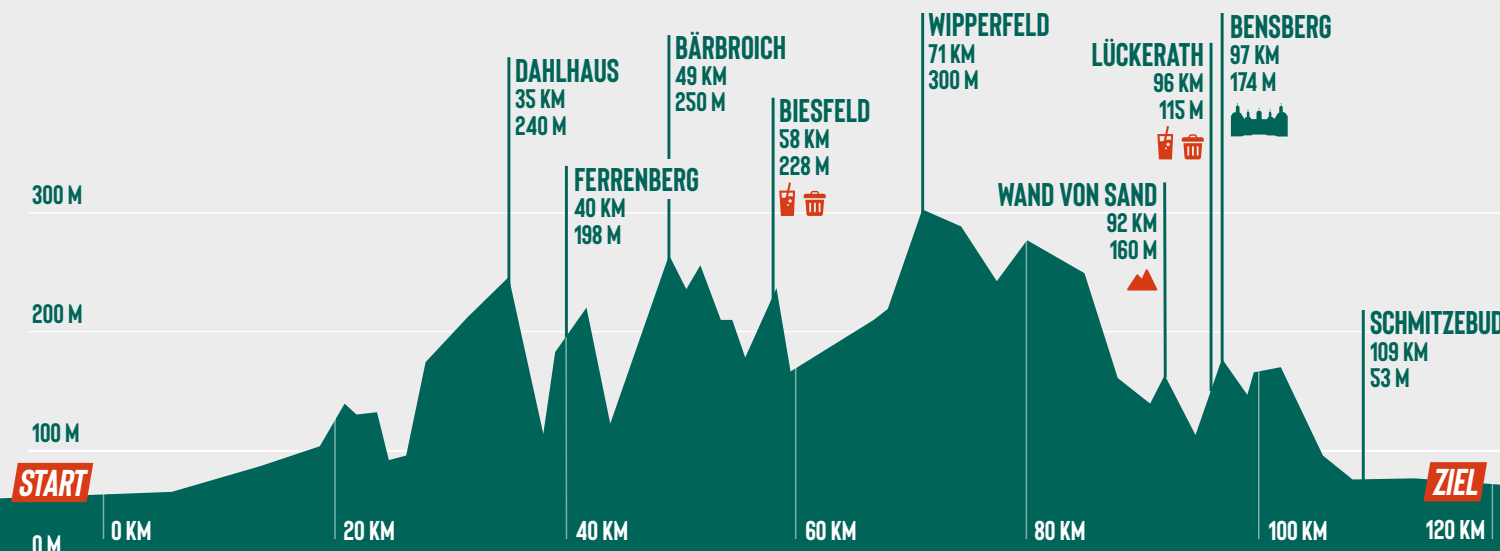 DAHLHAUS
35 KM
240 M
FERRENBERG
40 KM
198 M
BÄRBROICH
49 KM
250 M
BIESFELD
58 KM
228 M
WIPPERFELD
71 KM
300 M
WAND VON SAND
92 KM
160 M
LÜCKERATH
96 KM
115 M
BENSBERG
97 KM
174 M
SCHMITZEBUD
109 KM
53 M
300 M
200 M
100 M
0 M
START
ZIEL
0 KM
20 KM
40 KM
60 KM
80 KM
100 KM
120 KM